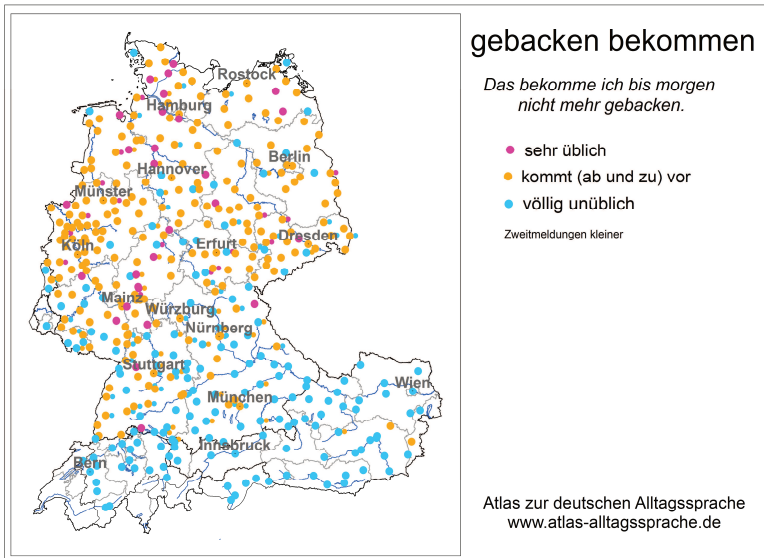 gebacken bekommen
Das bekomme ich bis morgen
nicht mehr gebacken.
sehr üblich
kommt (ab und zu) vor
völlig unüblich
Zweitmeldungen kleiner
Rostock
Hamburg
Berlin
Hannover
Münster
Dresden
Köln
Erfurt
Mainz
Würzburg
Nürnberg
Stuttgart
Wien
München
Innsbruck
Bern
Atlas zur deutschen Alltagssprache
www.atlas-alltagssprache.de